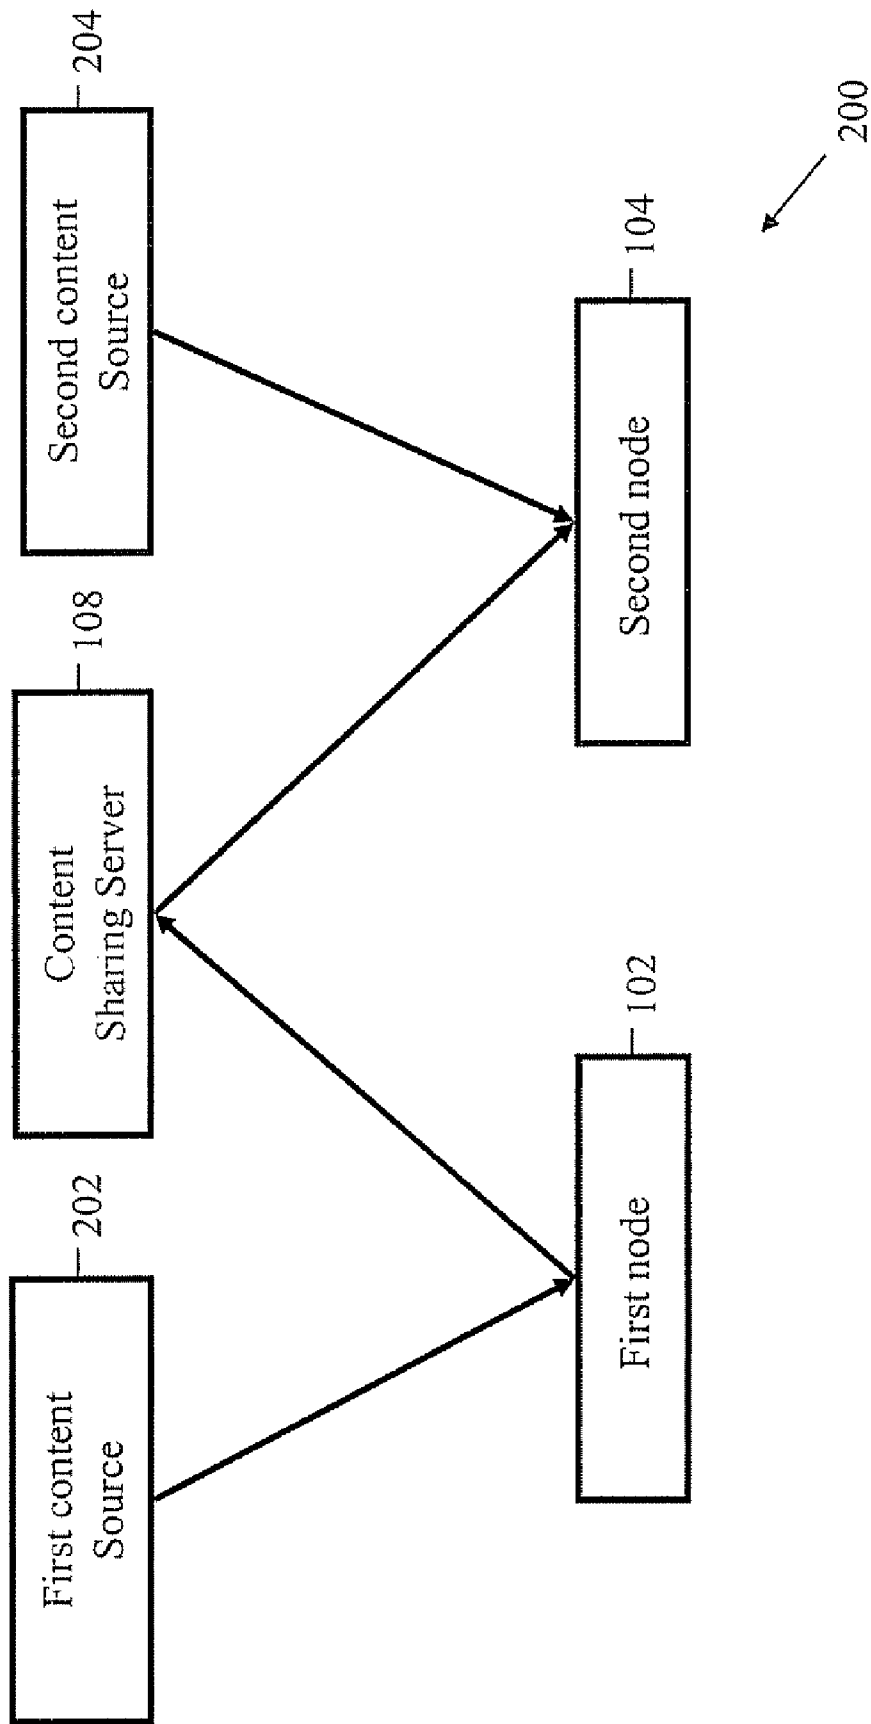 First content
Source
202
Content
Sharing Server
108
Second content
Source
204
First node
102
Second node
104
200